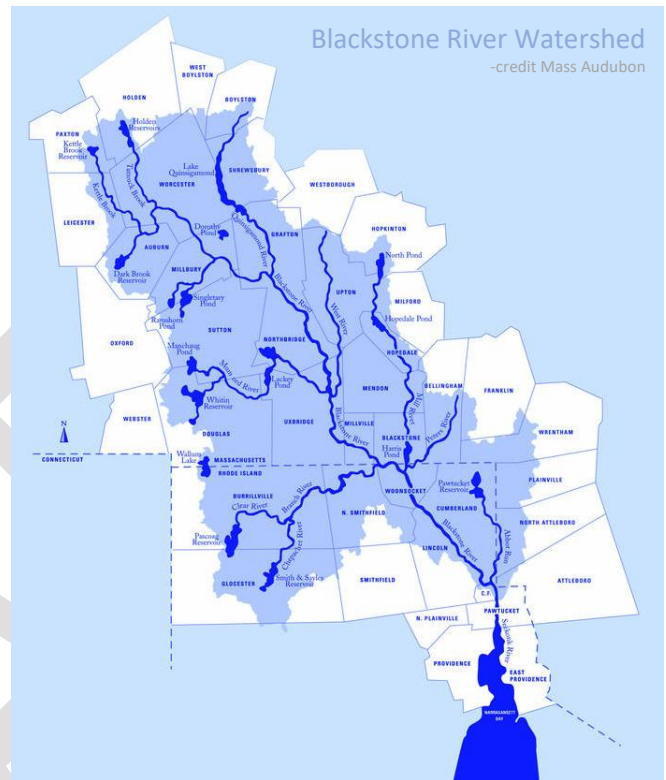 Blackstone River Watershed
-credit Mass Audubon
WEST
BOYLSTON
HOLDEN
BOYLSTON
Holden
Reservoirs
PAXTON
Kettle
Brook
Reservoir
Lake
Quinsigamond
SHREWSBURY
WESTBOROUGH
Tatnuck Brook
WORCESTER
Kettle Brook
LEICESTER
HOPKINTON
Quinsigamond River
GRAFTON
Dorothy
Pond
AUBURN
North Pond
MILLBURY
Dark Brook
Reservoir
Blackstone River
UPTON
West River
MILFORD
Singletary
Pond
Ramshorn
Pond
Hopedale Pond
SUTTON
OXFORD
Manchaug
Pond
NORTHBRIDGE
HOPEDALE
BELLINGHAM
FRANKLIN
Mumford River
Lackey
Pond
MENDON
Whitin
Reservoir
Mill River
WEBSTER
UXBRIDGE
MILLVILLE
BLACKSTONE
Peters River
WRENTHAM
N
DOUGLAS
Blackstone River
Harris
Pond
CONNECTICUT
Wallum
Lake
MASSACHUSETTS
RHODE ISLAND
Pawtucket
Reservoir
PLAINVILLE
BURRILLVILLE
Clear River
Branch River
WOONSOCKET
CUMBERLAND
N. SMITHFIELD
NORTH ATTLEBORO
Pascoag
Reservoir
Chepachet River
Blackstone River
Abbot Run
LINCOLN
GLOCESTER
Smith & Sayles
Reservoir
SMITHFIELD
ATTLEBORO
C.F.
PAWTUCKET
N. PLAINVILLE
Seekonk River
PROVIDENCE
EAST
PROVIDENCE
NARRAGANSETT
BAY